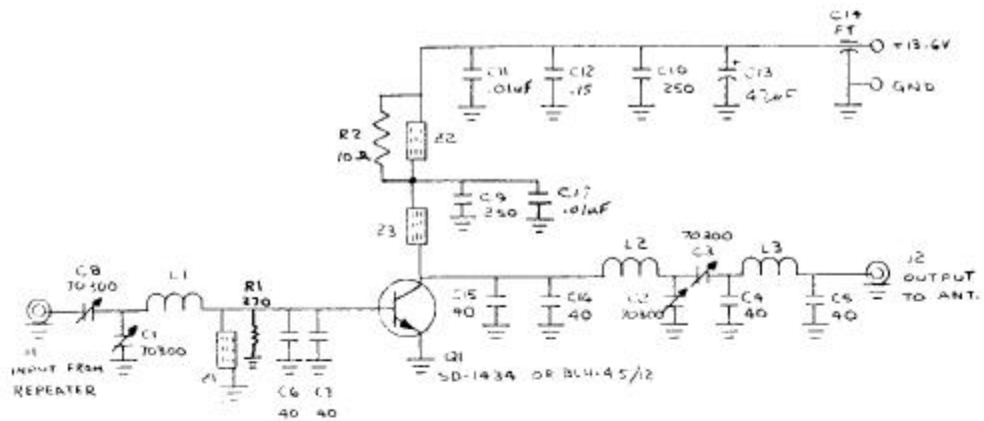 C14
FT
+13.6V
C11
.01uF
C12
.15
C10
250
C13
GND
R2
10Ω
Z2
C9
250
C17
.01uF
Z3
C8
70300
L1
R1
270
C1
70300
J1
INPUT FROM
REPEATER
Z1
C6
40
C7
40
Q1
SD-1434 OR BLW-45/12
C15
40
C16
40
L2
70300
C3
C2
70300
L3
C4
40
C5
40
J2
OUTPUT
TO ANT.